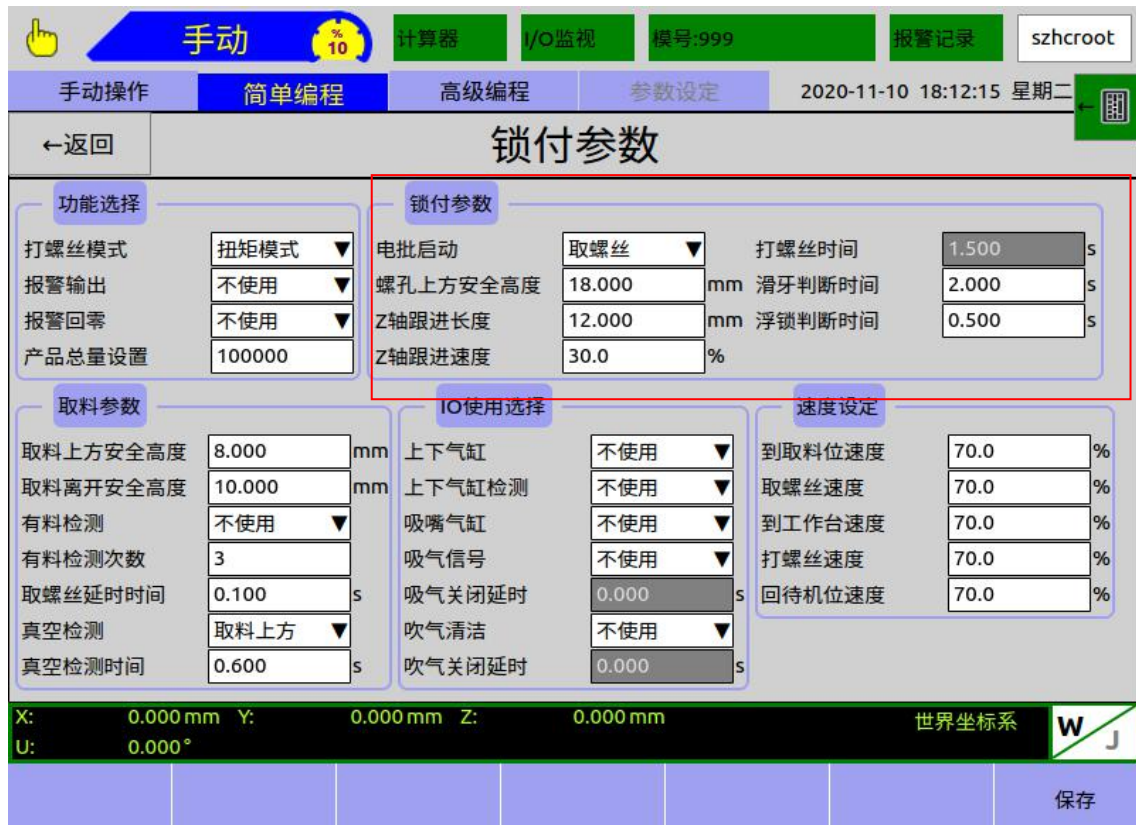 手动 % 10 计算器 I/O监视 模号:999 报警记录 szhcroot
手动操作 简单编程 高级编程 参数设定 2020-11-10 18:12:15 星期二 ←
←返回 锁付参数
功能选择
打螺丝模式 扭矩模式 ▼
报警输出 不使用 ▼
报警回零 不使用 ▼
产品总量设置 100000
锁付参数
电批启动 取螺丝 ▼ 打螺丝时间 1.500 s
螺孔上方安全高度 18.000 mm 滑牙判断时间 2.000 s
Z轴跟进长度 12.000 mm 浮锁判断时间 0.500 s
Z轴跟进速度 30.0 %
取料参数
取料上方安全高度 8.000 mm
取料离开安全高度 10.000 mm
有料检测 不使用 ▼
有料检测次数 3
取螺丝延时时间 0.100 s
真空检测 取料上方 ▼
真空检测时间 0.600 s
IO使用选择
上下气缸 不使用 ▼
上下气缸检测 不使用 ▼
吸嘴气缸 不使用 ▼
吸气信号 不使用 ▼
吸气关闭延时 0.000 s
吹气清洁 不使用 ▼
吹气关闭延时 0.000 s
速度设定
到取料位速度 70.0 %
取螺丝速度 70.0 %
到工作台速度 70.0 %
打螺丝速度 70.0 %
回待机位速度 70.0 %
X: 0.000 mm Y: 0.000 mm Z: 0.000 mm 世界坐标系 W J
U: 0.000°
保存